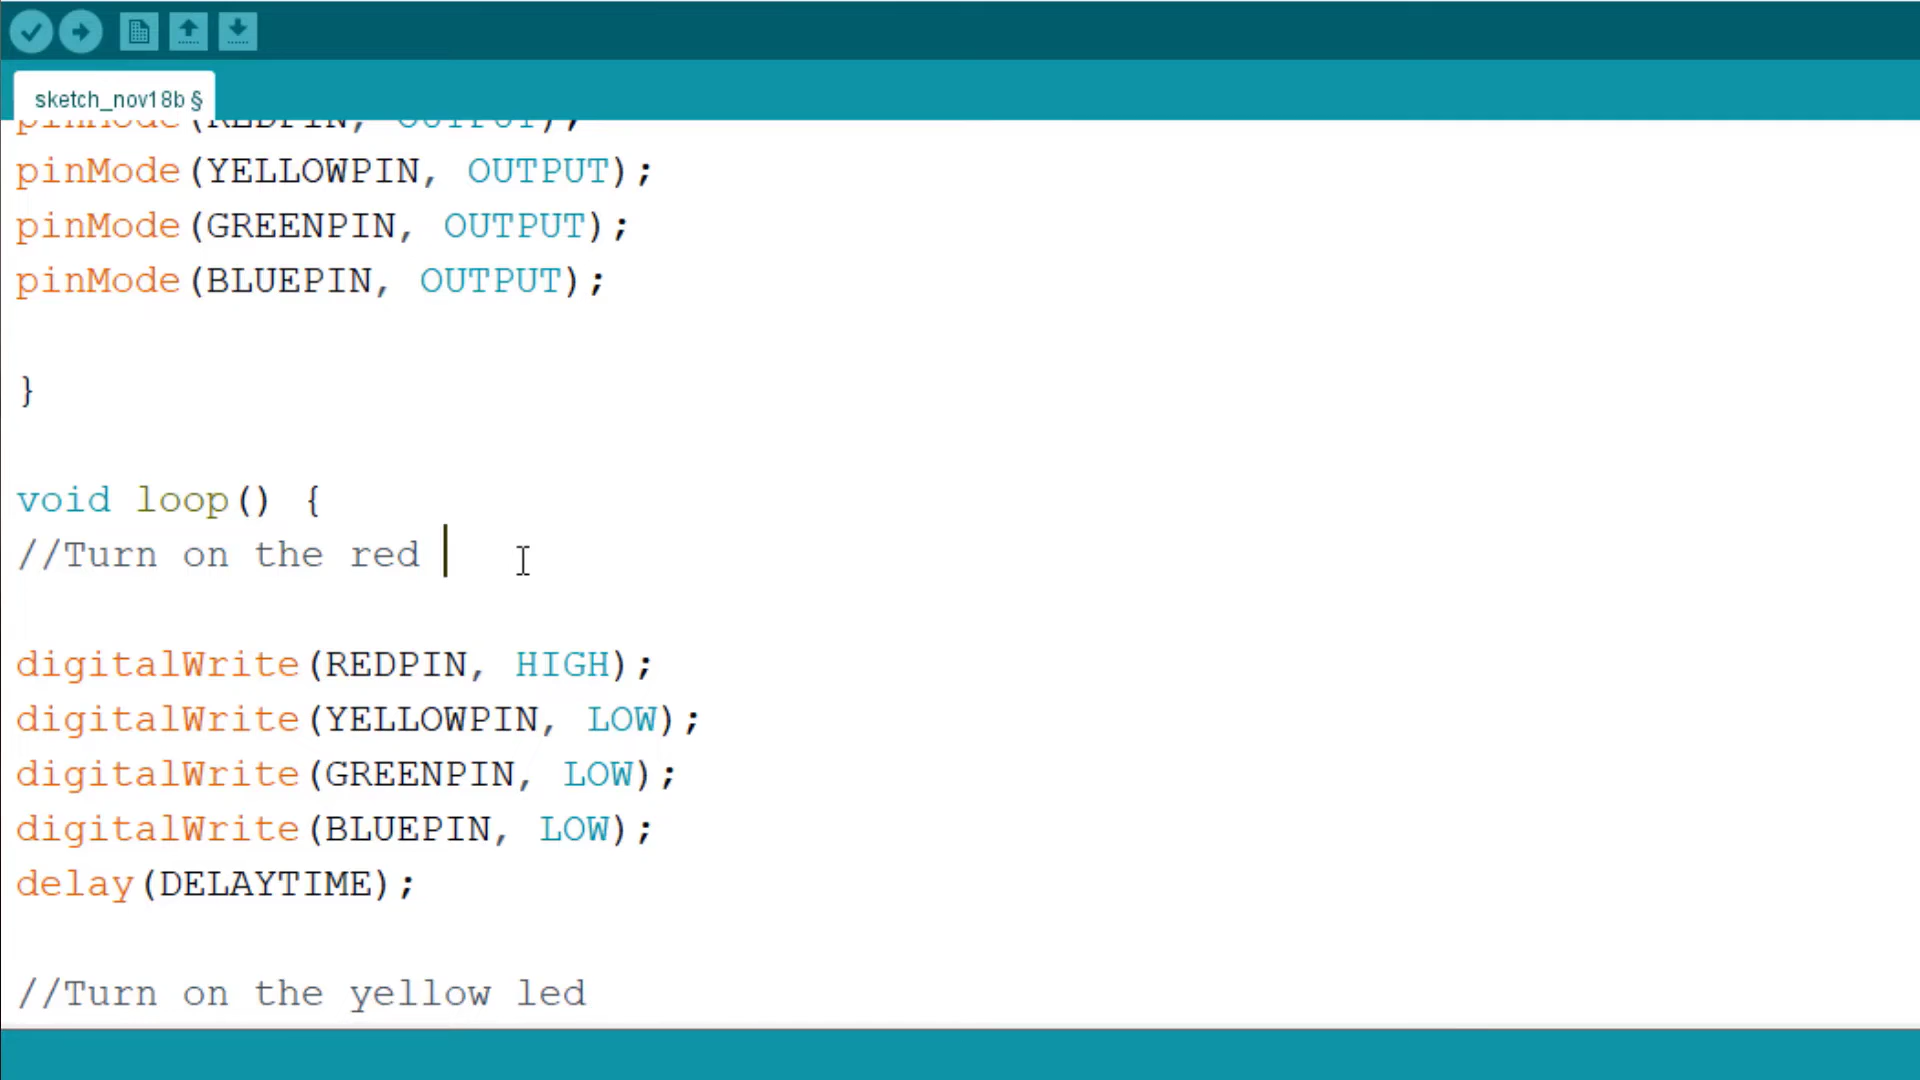 sketch_nov18b §
pinMode(REDPIN, OUTPUT);
pinMode(YELLOWPIN, OUTPUT);
pinMode(GREENPIN, OUTPUT);
pinMode(BLUEPIN, OUTPUT);
}
void loop() {
//Turn on the red
digitalWrite(REDPIN, HIGH);
digitalWrite(YELLOWPIN, LOW);
digitalWrite(GREENPIN, LOW);
digitalWrite(BLUEPIN, LOW);
delay(DELAYTIME);
//Turn on the yellow led